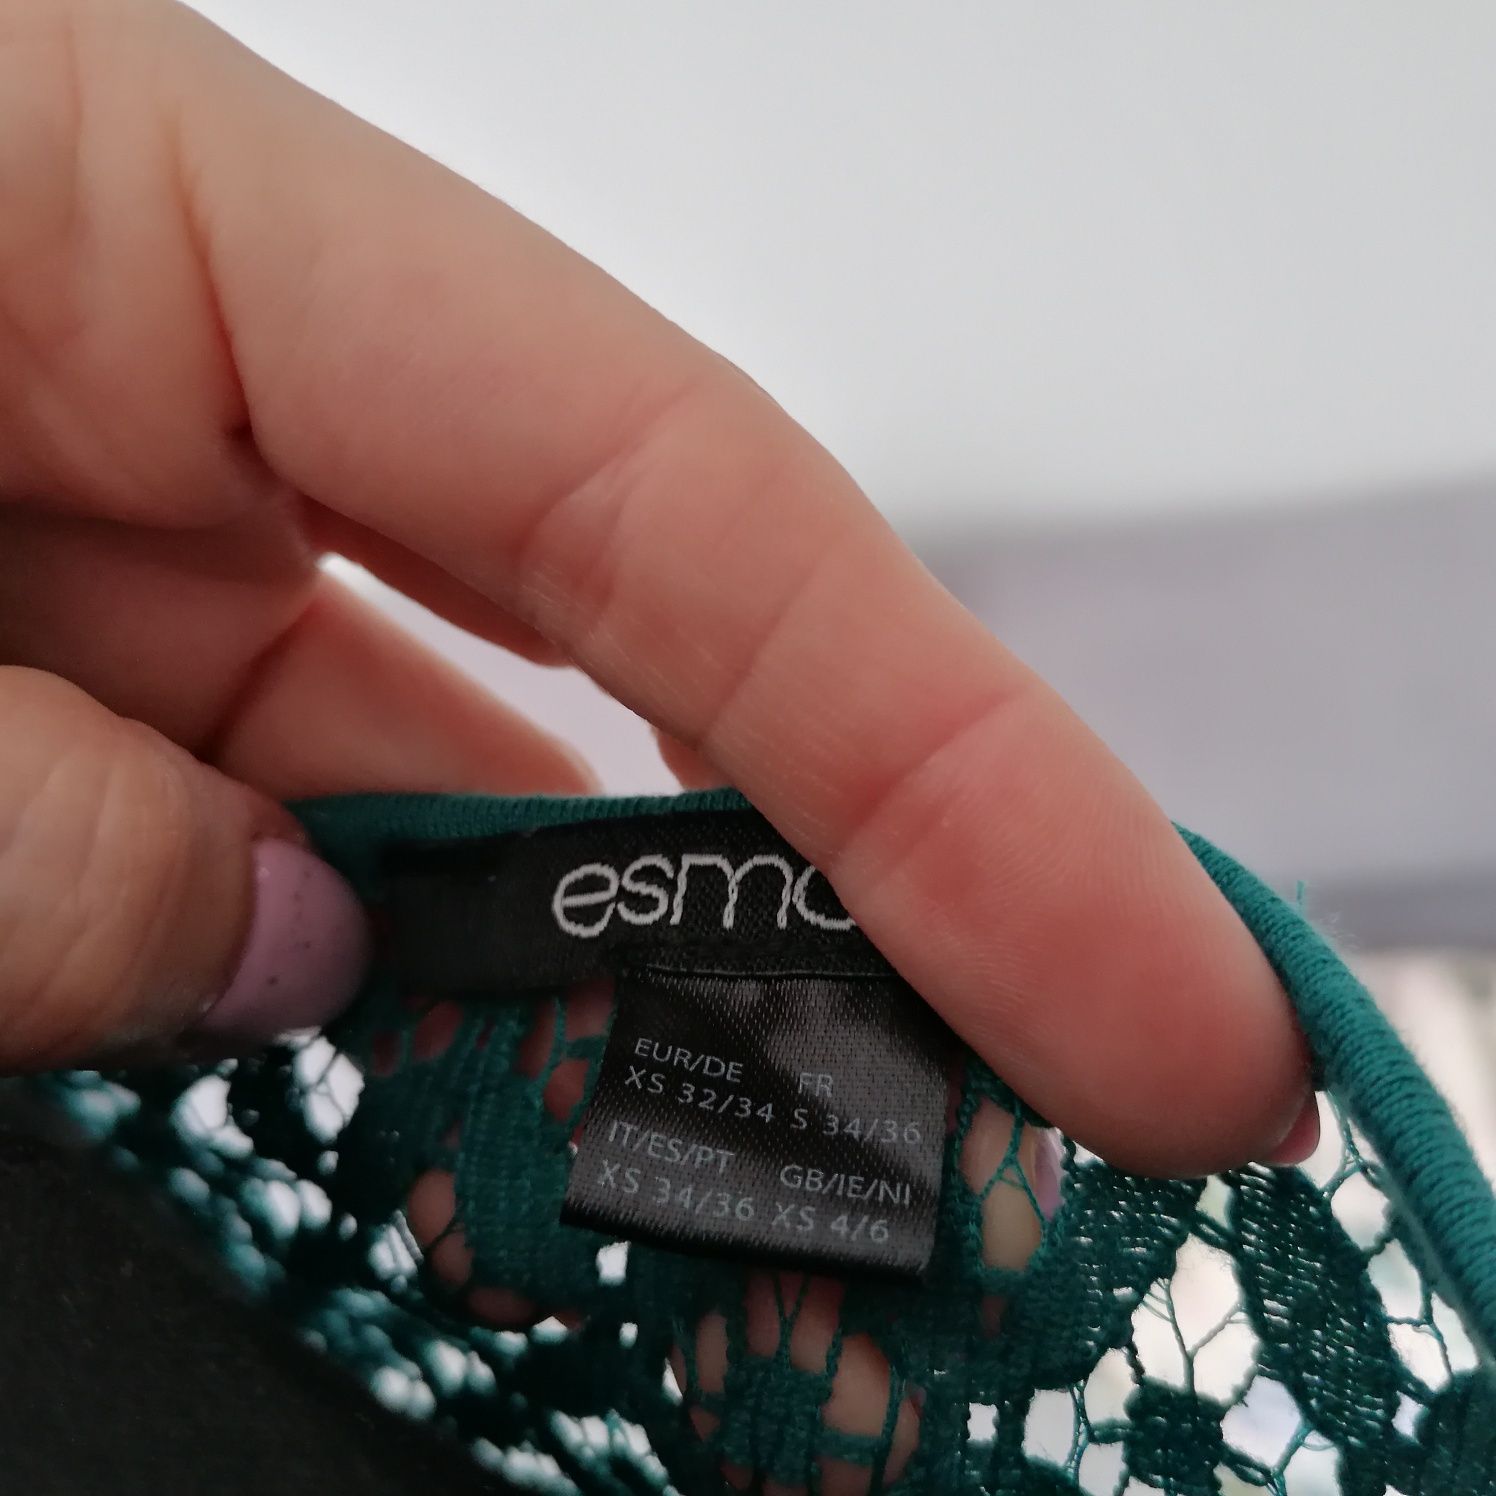 esmo
EUR/DE FR
XS 32/34 S 34/36
IT/ES/PT GB/IE/NI
XS 34/36 XS 4/6